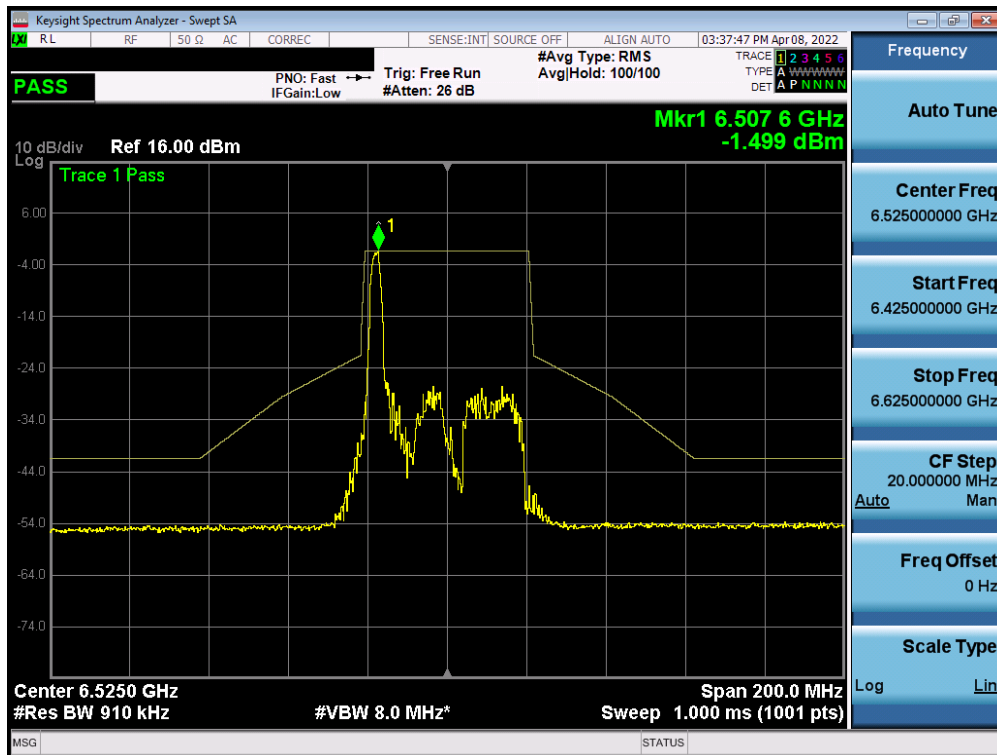 Keysight Spectrum Analyzer - Swept SA
LXI RL RF 50 Ω AC CORREC SENSE:INT SOURCE OFF ALIGN AUTO 03:37:47 PM Apr 08, 2022
PASS
PNO: Fast
IFGain:Low
Trig: Free Run
#Atten: 26 dB
#Avg Type: RMS
Avg|Hold: 100/100
TRACE 1 2 3 4 5 6
TYPE A WWWWW
DET A P N N N N
Mkr1 6.507 6 GHz
-1.499 dBm
10 dB/div
Log
Ref 16.00 dBm
Trace 1 Pass
1
6.00
-4.00
-14.0
-24.0
-34.0
-44.0
-54.0
-64.0
-74.0
Center 6.5250 GHz
Span 200.0 MHz
#Res BW 910 kHz
#VBW 8.0 MHz*
Sweep 1.000 ms (1001 pts)
MSG
STATUS
Frequency
Auto Tune
Center Freq
6.525000000 GHz
Start Freq
6.425000000 GHz
Stop Freq
6.625000000 GHz
CF Step
20.000000 MHz
Auto Man
Freq Offset
0 Hz
Scale Type
Log Lin